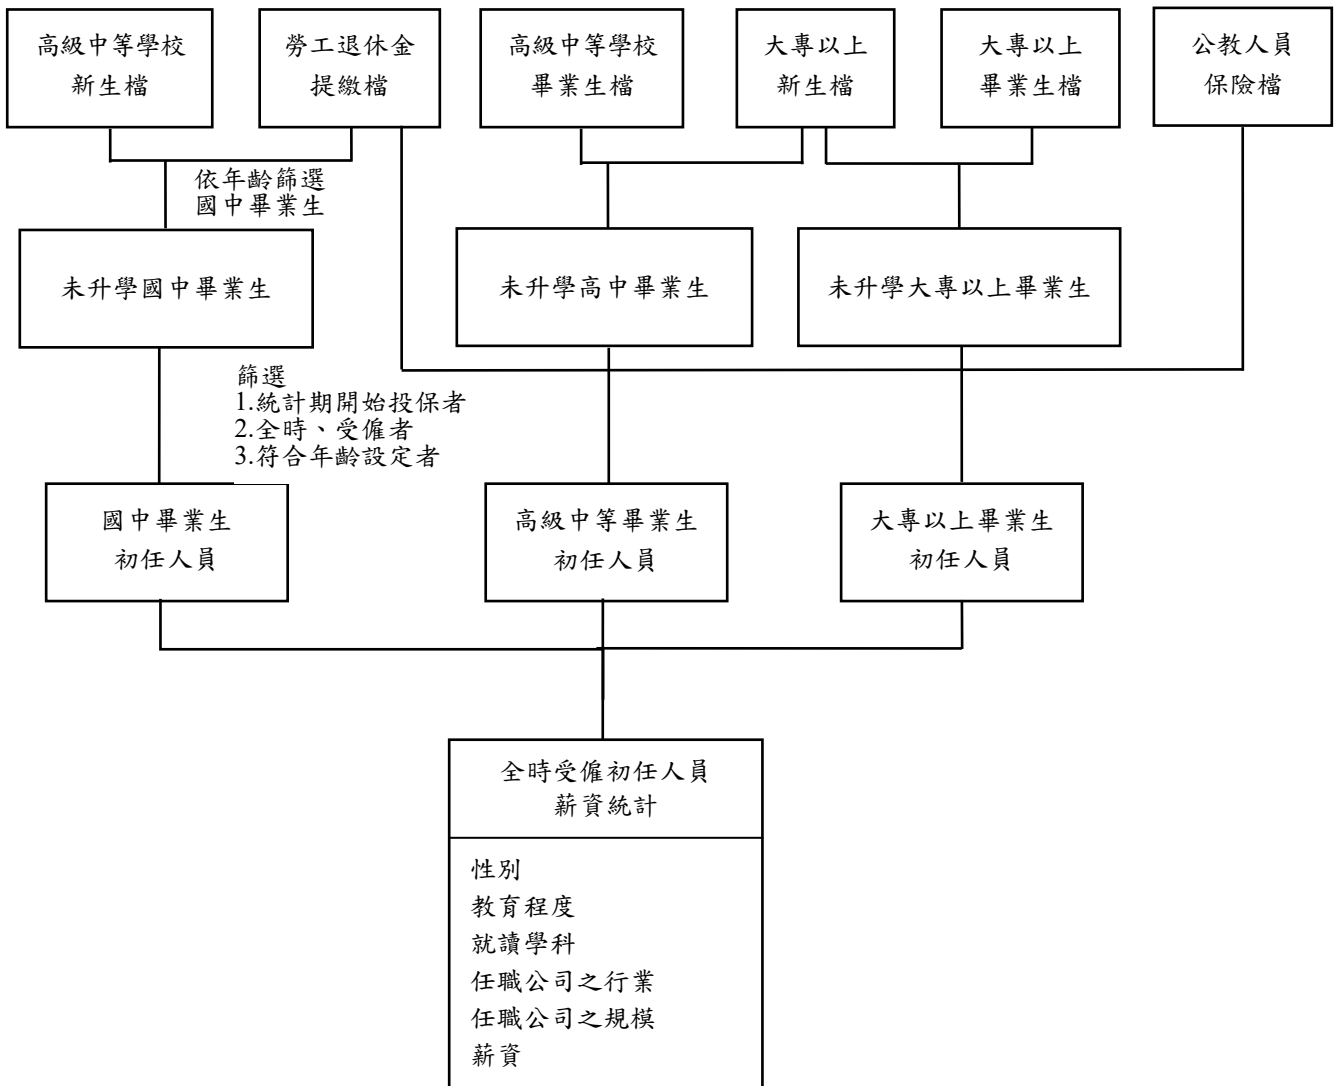 高級中等學校
新生檔
勞工退休金
提繳檔
高級中等學校
畢業生檔
大專以上
新生檔
大專以上
畢業生檔
公教人員
保險檔
依年齡篩選
國中畢業生
未升學國中畢業生
未升學高中畢業生
未升學大專以上畢業生
篩選
1.統計期開始投保者
2.全時、受僱者
3.符合年齡設定者
國中畢業生
初任人員
高級中等畢業生
初任人員
大專以上畢業生
初任人員
全時受僱初任人員
薪資統計
性別
教育程度
就讀學科
任職公司之行業
任職公司之規模
薪資